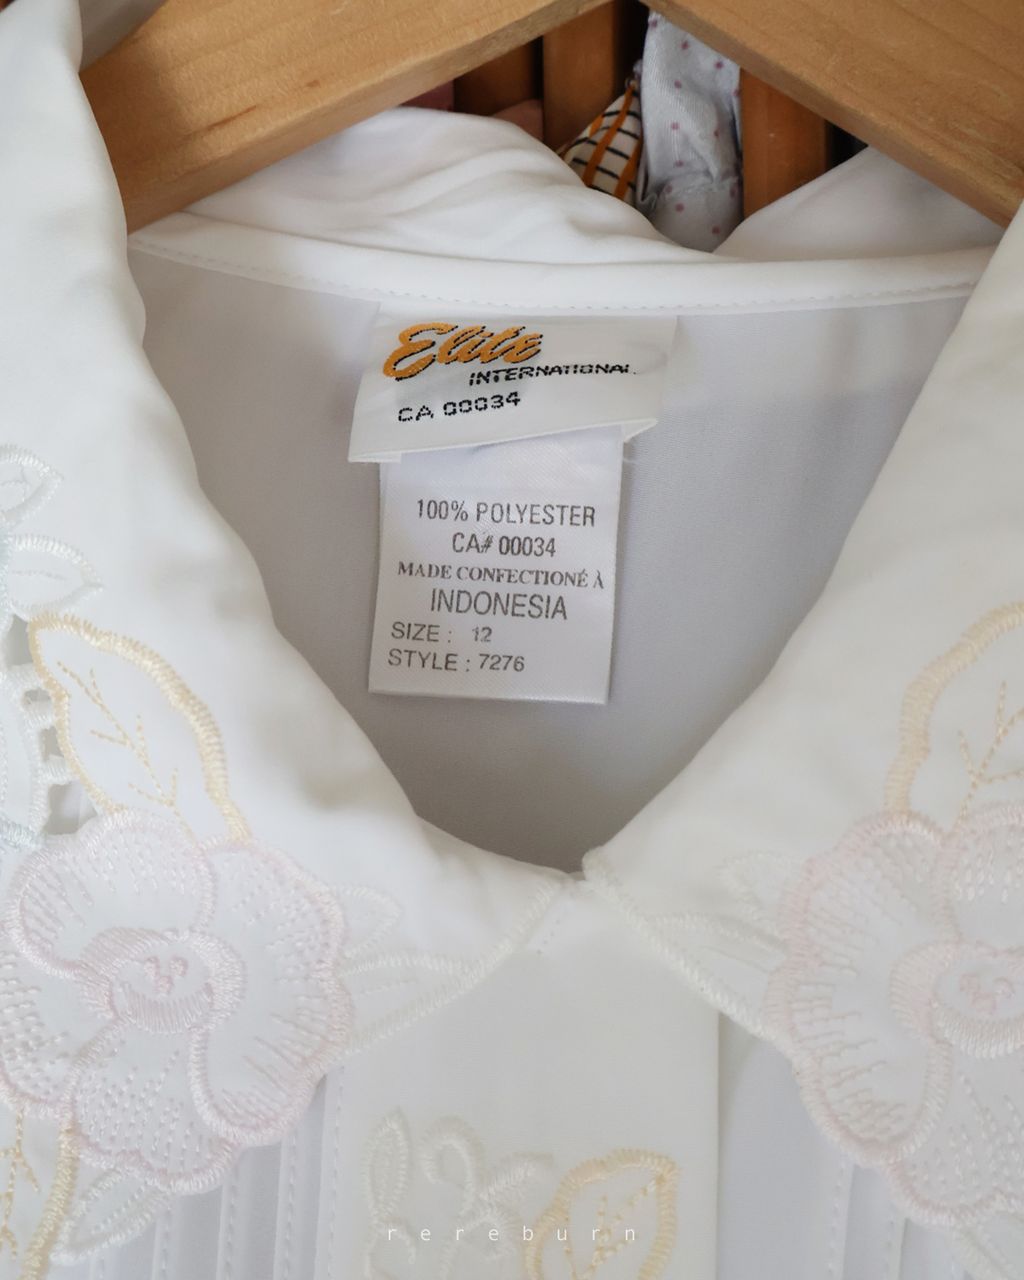 Elite
INTERNATIONAL
CA 00034
100% POLYESTER
CA# 00034
MADE CONFECTIONÉ À
INDONESIA
SIZE : 12
STYLE : 7276
rereburn